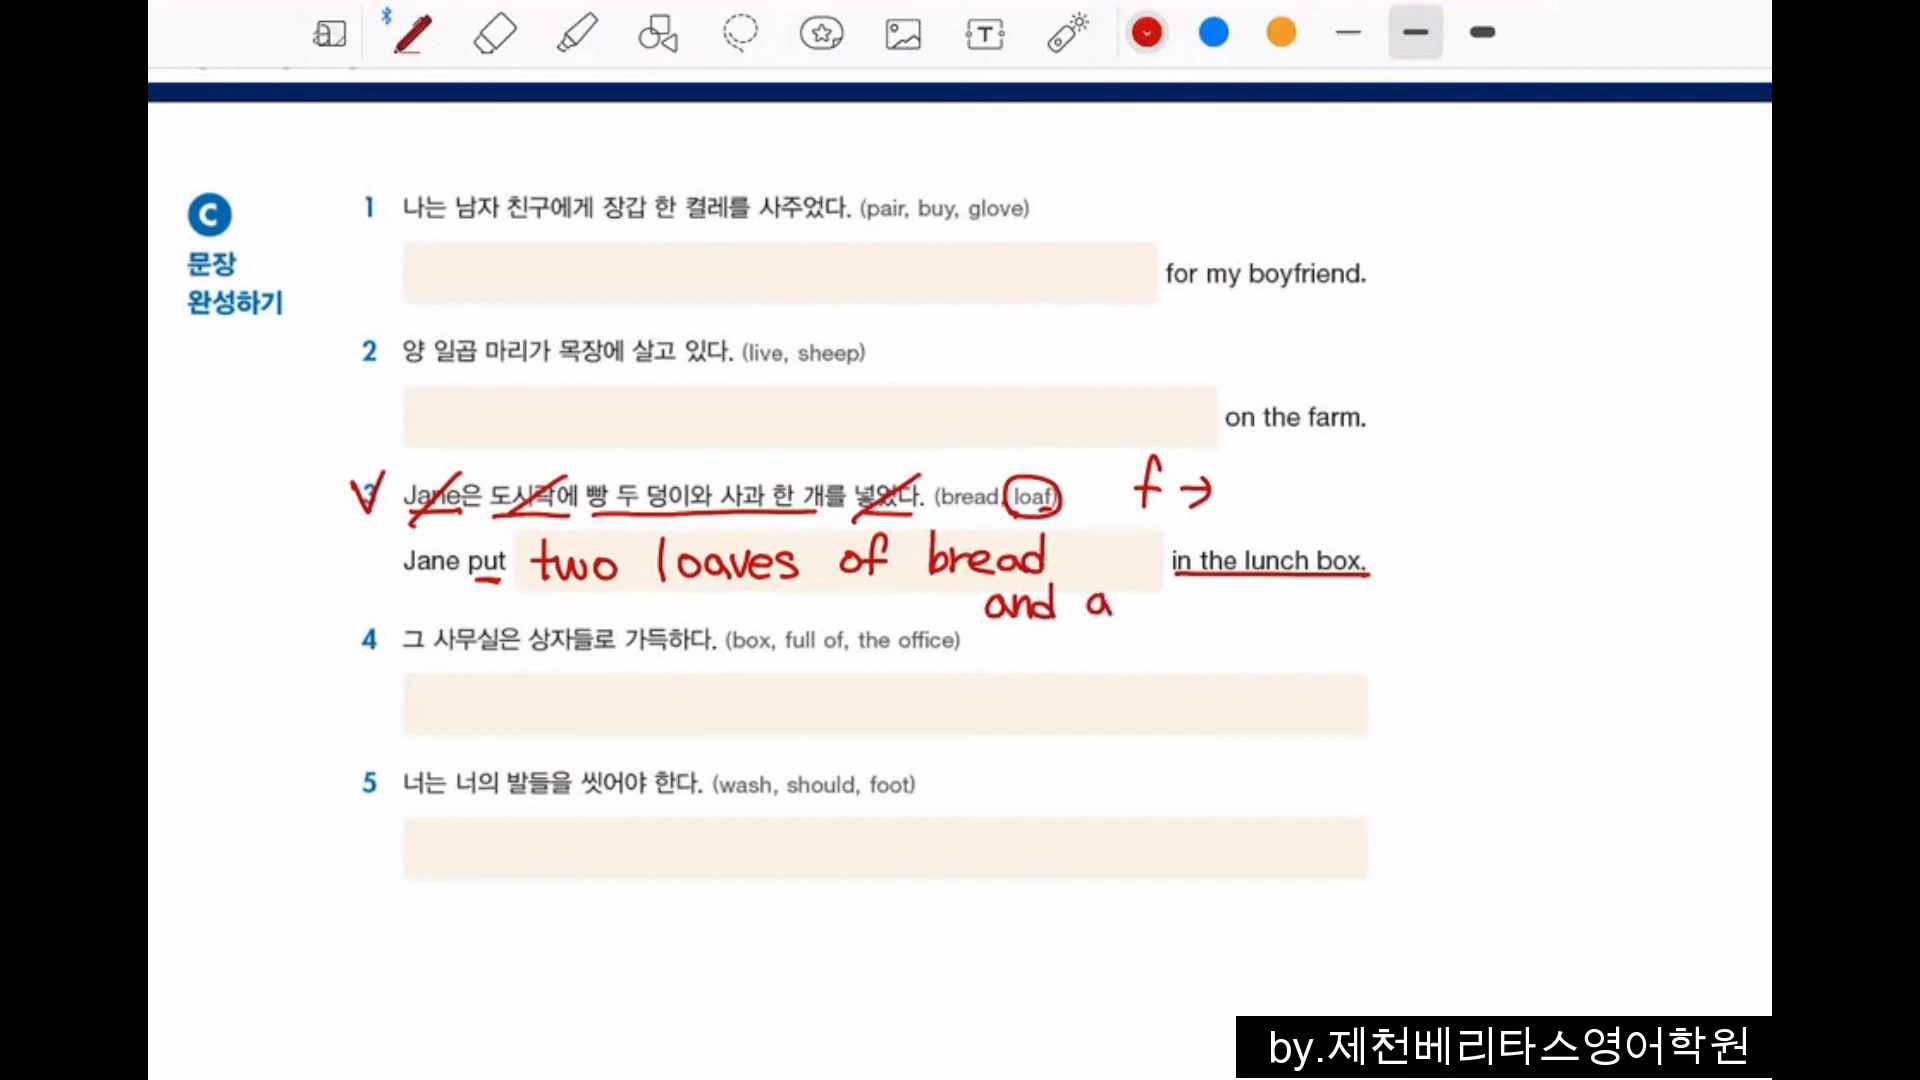 C
문장
완성하기
1 나는 남자 친구에게 장갑 한 켤레를 사주었다. (pair, buy, glove)
for my boyfriend.
2 양 일곱 마리가 목장에 살고 있다. (live, sheep)
on the farm.
V 3 Jane은 도시락에 빵 두 덩이와 사과 한 개를 넣었다. (bread, loaf) f →
Jane put two loaves of bread in the lunch box.
and a
4 그 사무실은 상자들로 가득하다. (box, full of, the office)
5 너는 너의 발들을 씻어야 한다. (wash, should, foot)
by.제천베리타스영어학원